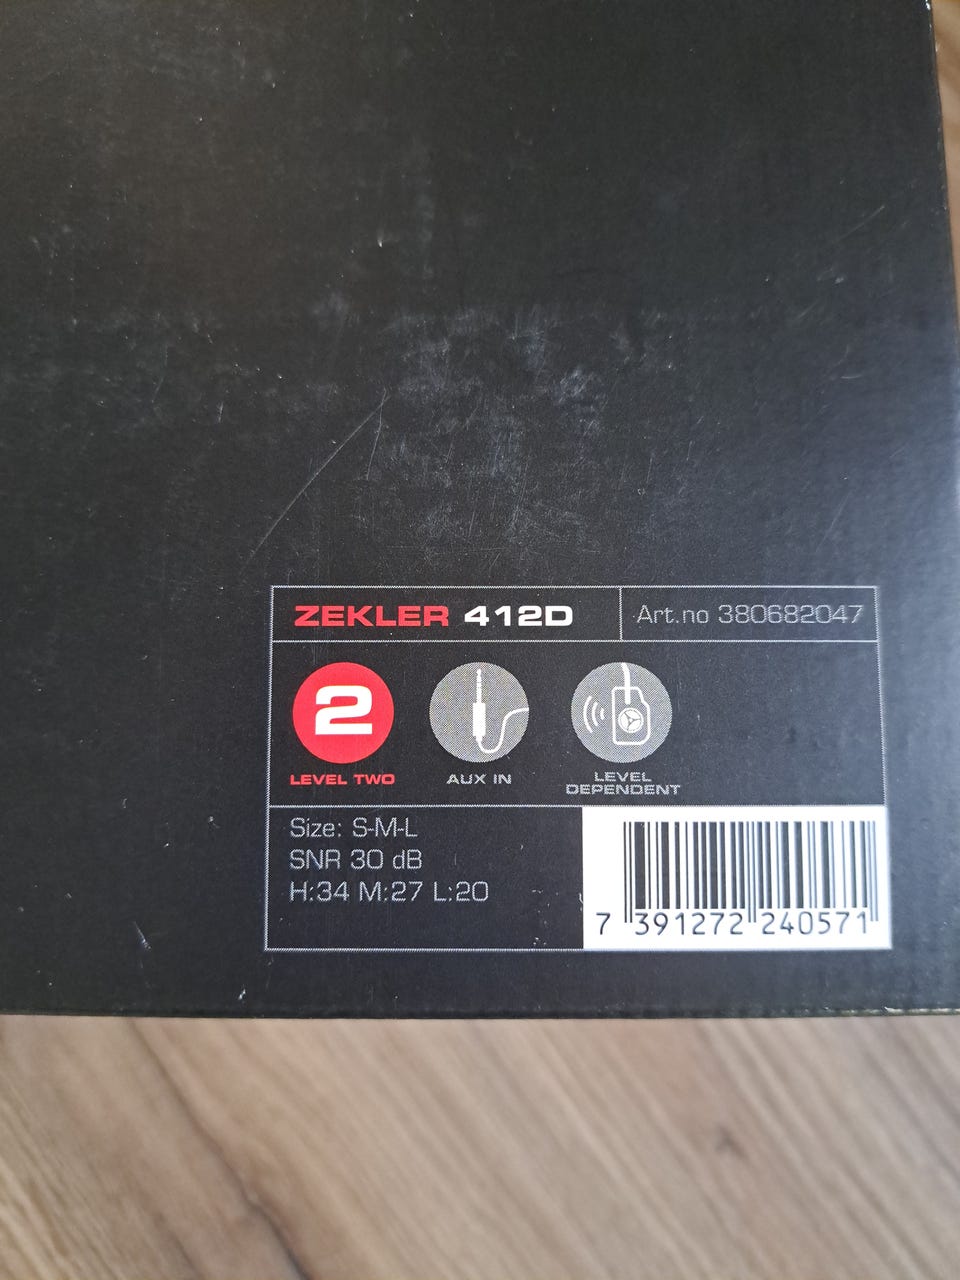 ZEKLER 412D
Art.no 380682047
2
LEVEL TWO
AUX IN
LEVEL
DEPENDENT
Size: S-M-L
SNR 30 dB
H:34 M:27 L:20
7 391272 240571